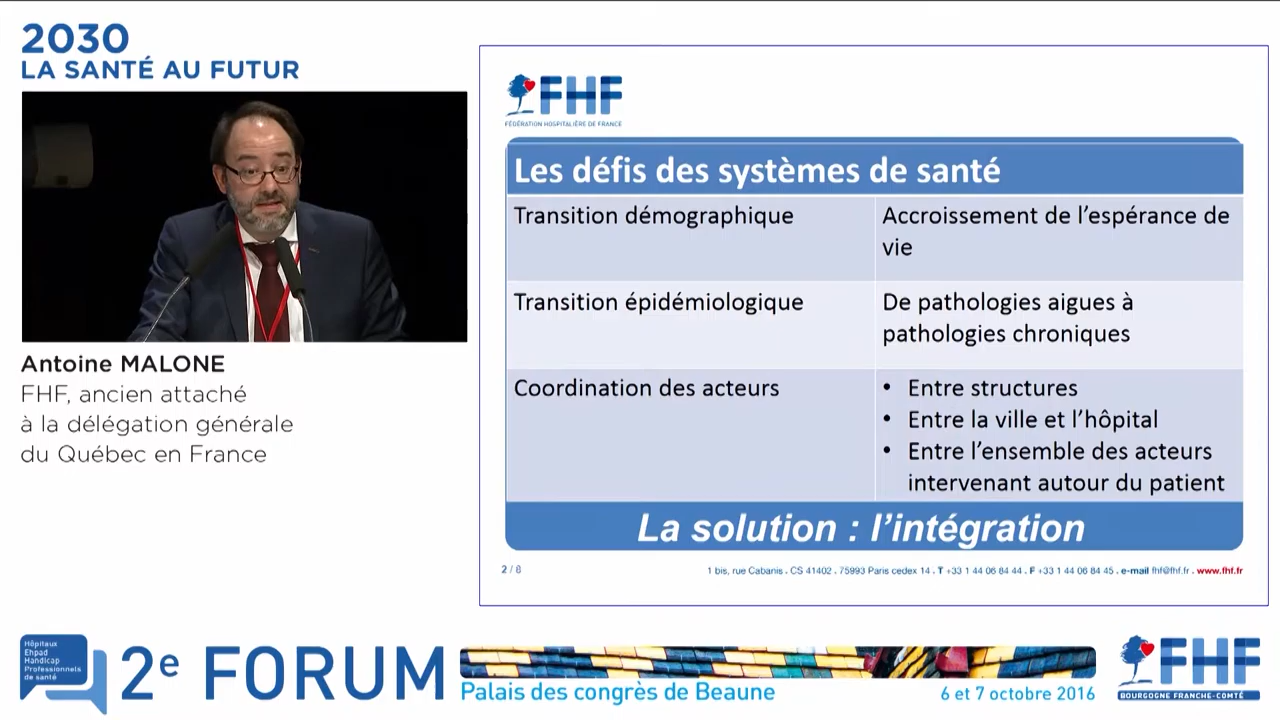 2030
LA SANTÉ AU FUTUR
Antoine MALONE
FHF, ancien attaché
à la délégation générale
du Québec en France
FHF
FÉDÉRATION HOSPITALIÈRE DE FRANCE
Les défis des systèmes de santé
Transition démographique
Accroissement de l'espérance de
vie
Transition épidémiologique
De pathologies aigues à
pathologies chroniques
Coordination des acteurs
• Entre structures
• Entre la ville et l'hôpital
• Entre l'ensemble des acteurs
intervenant autour du patient
La solution : l'intégration
2 / 8
1 bis, rue Cabanis . CS 41402 . 75993 Paris cedex 14 . T +33 1 44 06 84 44 . F +33 1 44 06 84 45 . e-mail fhf@fhf.fr . www.fhf.fr
Hôpitaux
Ehpad
Handicap
Professionnels
de santé
2e FORUM
Palais des congrès de Beaune
6 et 7 octobre 2016
FHF
BOURGOGNE FRANCHE-COMTÉ